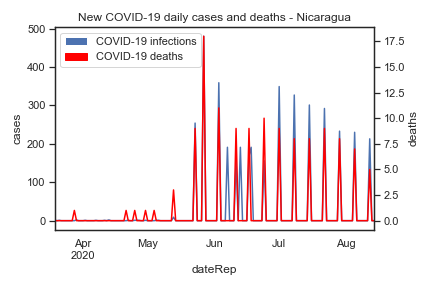 New COVID-19 daily cases and deaths - Nicaragua
COVID-19 infections
COVID-19 deaths
500
400
300
200
100
0
cases
17.5
15.0
12.5
10.0
7.5
5.0
2.5
0.0
deaths
Apr
2020
May
Jun
Jul
Aug
dateRep